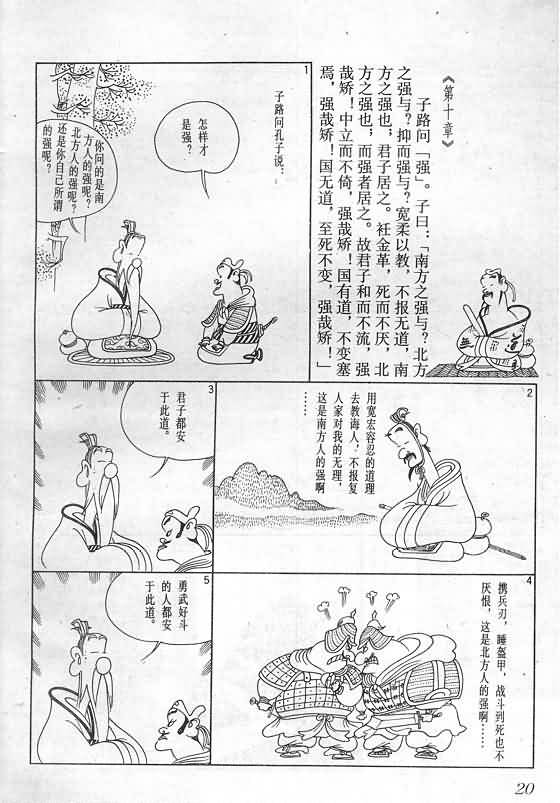 《第十章》
子路问「强」。子曰：「南方之强与？北方
之强与？抑而强与？宽柔以教，不报无道，南
方之强也，君子居之。衽金革，死而不厌，北
方之强也，而强者居之。故君子和而不流，强
哉矫！中立而不倚，强哉矫！国有道，不变塞
焉，强哉矫！国无道，至死不变，强哉矫！」
1
子路问孔子说：
怎样才
是强？
你问的是南
方人的强呢？
北方人的强呢？
还是你自己所谓
的强呢？
2
用宽宏容忍的道理
去教诲人，不报复
人家对我的无理，
这是南方人的强啊
……
3
君子都安
于此道。
4
携兵刃，睡盔甲，战斗到死也不
厌恨，这是北方人的强啊……
5
勇武好斗
的人都安
于此道。
20